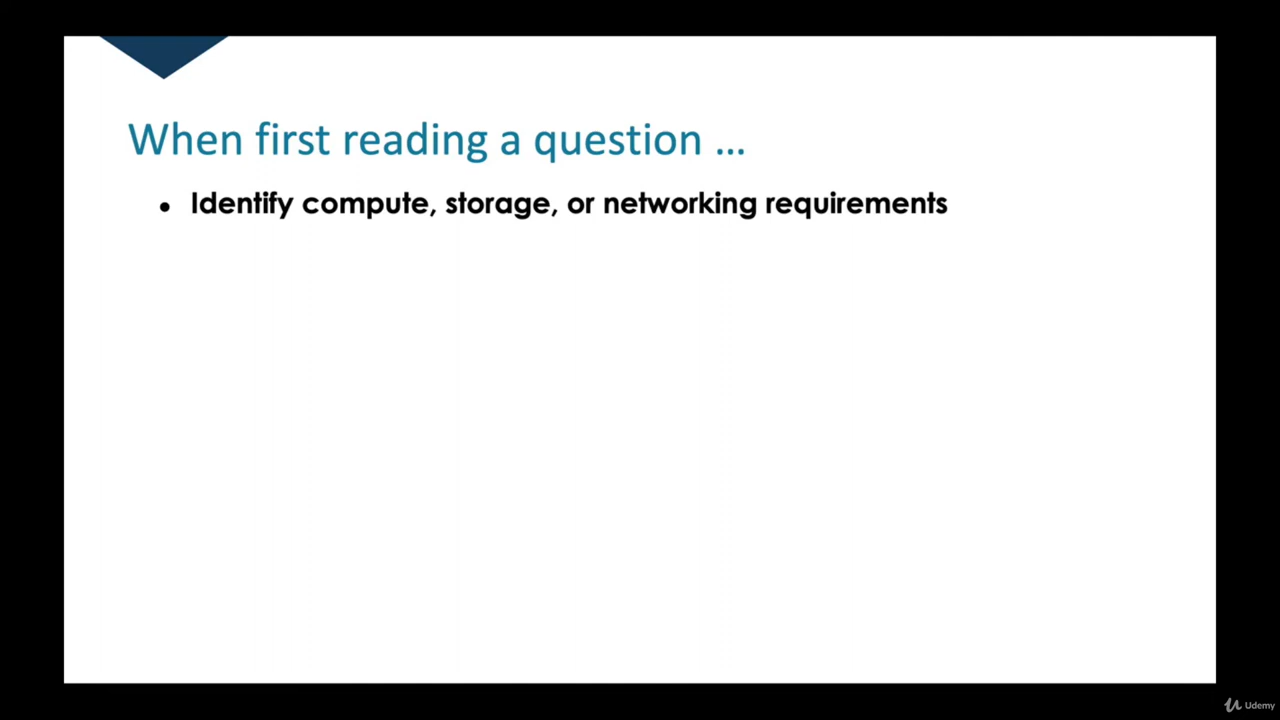 When first reading a question ...
• Identify compute, storage, or networking requirements
Udemy